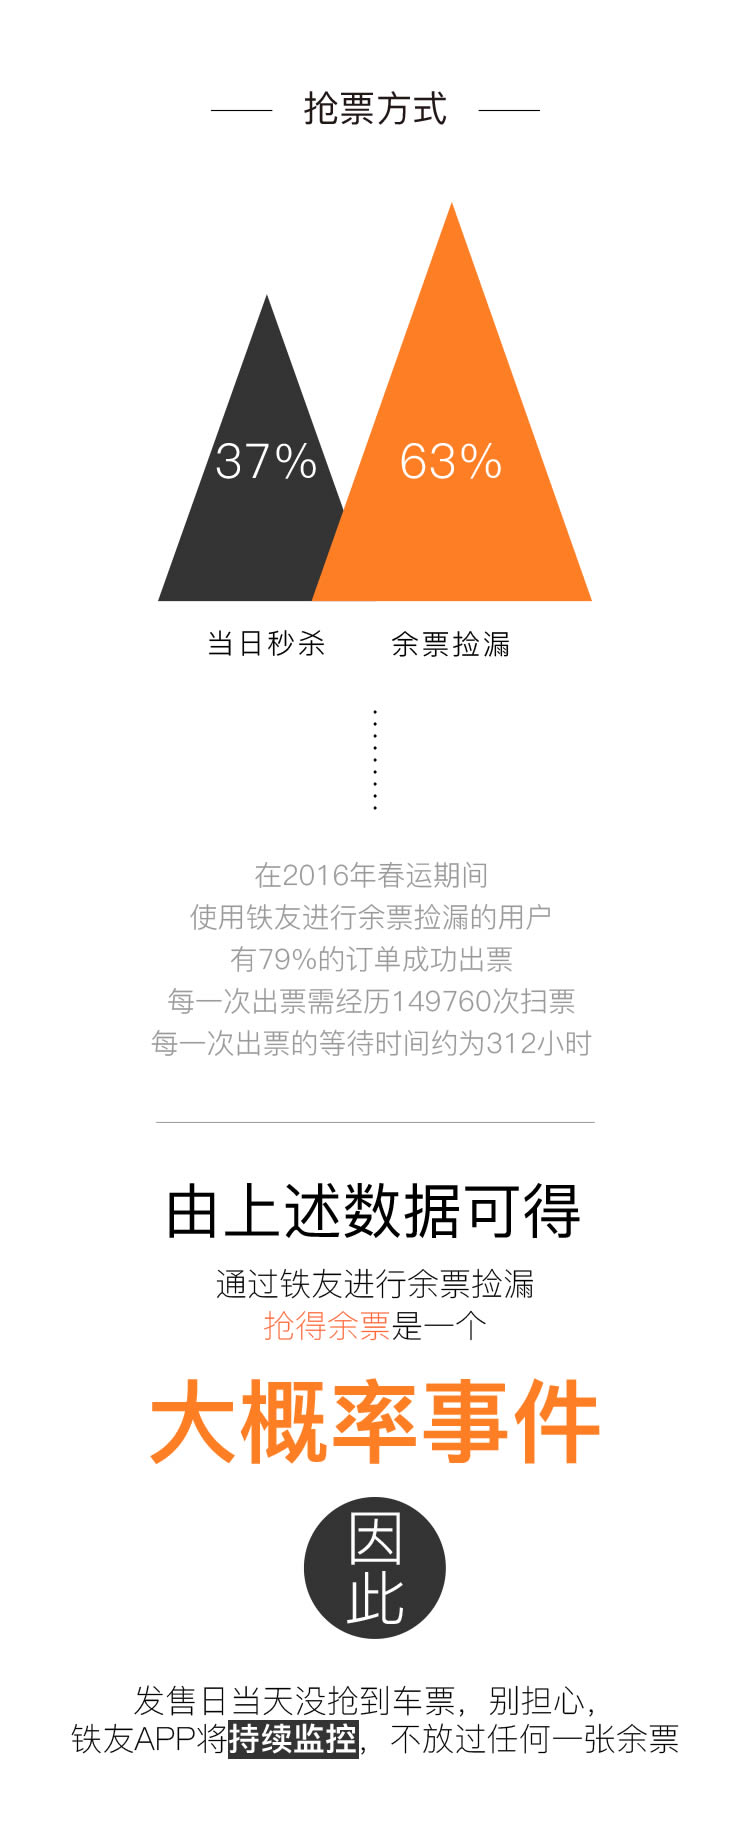 抢票方式
37%
63%
当日秒杀
余票捡漏
在2016年春运期间
使用铁友进行余票捡漏的用户
有79%的订单成功出票
每一次出票需经历149760次扫票
每一次出票的等待时间约为312小时
由上述数据可得
通过铁友进行余票捡漏
抢得余票是一个
大概率事件
因
此
发售日当天没抢到车票，别担心，
铁友APP将持续监控，不放过任何一张余票